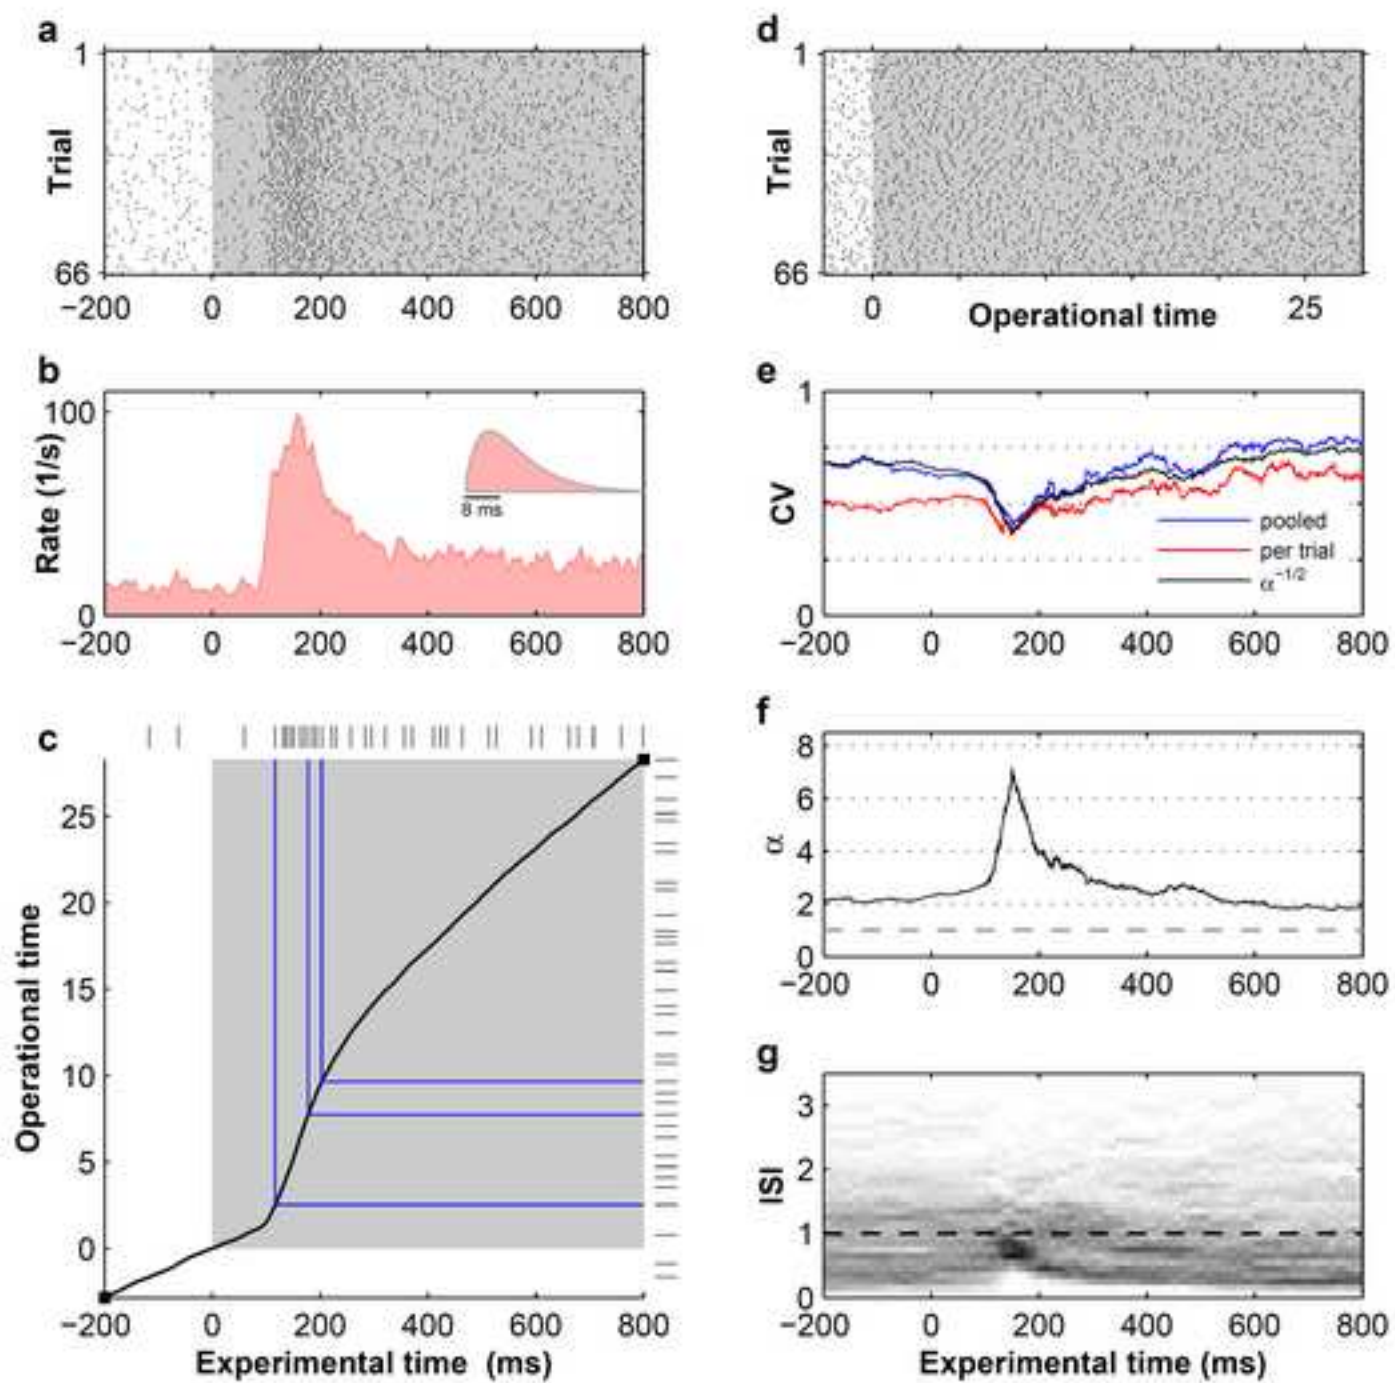 a
1
Trial
66
−200 0 200 400 600 800
b
100
Rate (1/s)
8 ms
0
−200 0 200 400 600 800
c
25
20
15
10
5
0
Operational time
−200 0 200 400 600 800
Experimental time (ms)
d
1
Trial
66
0 25
Operational time
e
1
CV
pooled
per trial
α−1/2
0
−200 0 200 400 600 800
f
8
6
α
4
2
0
−200 0 200 400 600 800
g
3
2
ISI
1
0
−200 0 200 400 600 800
Experimental time (ms)